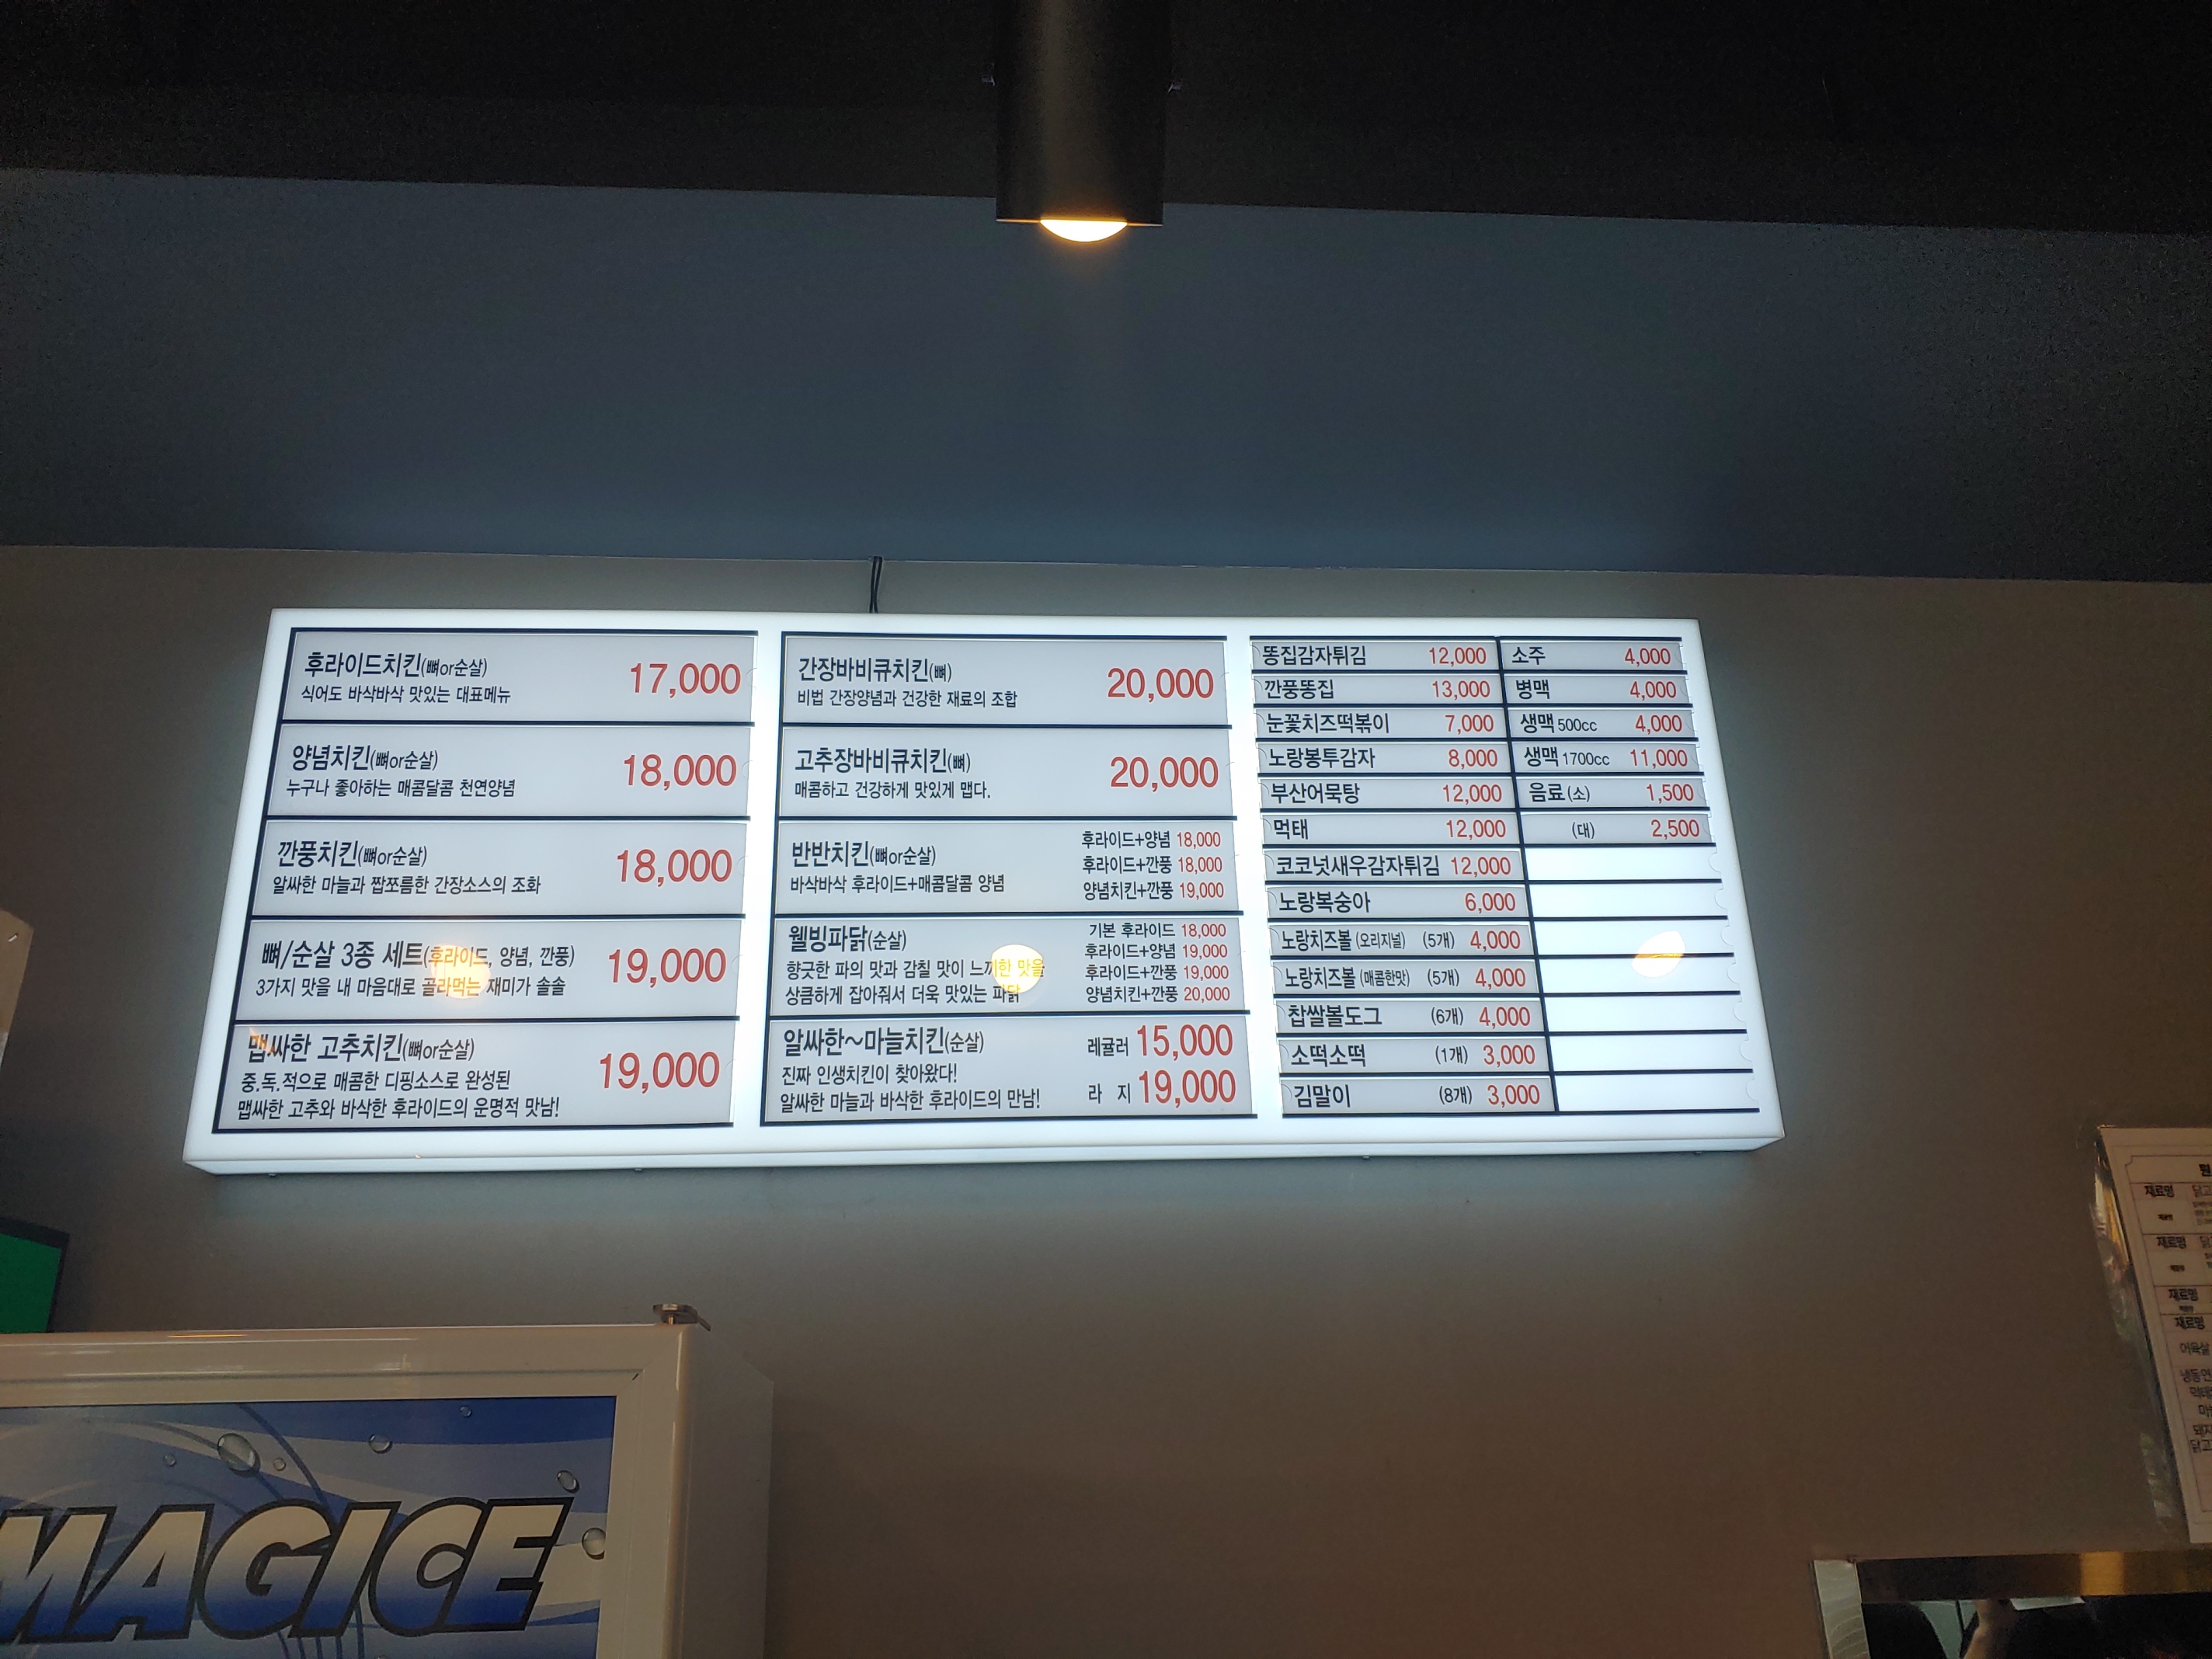 후라이드치킨(뼈or순살) 17,000
식어도 바삭바삭 맛있는 대표메뉴
양념치킨(뼈or순살) 18,000
누구나 좋아하는 매콤달콤 천연양념
깐풍치킨(뼈or순살) 18,000
알싸한 마늘과 짭쪼름한 간장소스의 조화
뼈/순살 3종 세트(후라이드, 양념, 깐풍) 19,000
3가지 맛을 내 마음대로 골라먹는 재미가 솔솔
맵싸한 고추치킨(뼈or순살) 19,000
중.독.적으로 매콤한 디핑소스로 완성된
맵싸한 고추와 바삭한 후라이드의 운명적 맛남!
간장바비큐치킨(뼈) 20,000
비법 간장양념과 건강한 재료의 조합
고추장바비큐치킨(뼈) 20,000
매콤하고 건강하게 맛있게 맵다.
반반치킨(뼈or순살)
바삭바삭 후라이드+매콤달콤 양념
후라이드+양념 18,000
후라이드+깐풍 18,000
양념치킨+깐풍 19,000
웰빙파닭(순살)
향긋한 파의 맛과 감칠 맛이 느끼한 맛을
상큼하게 잡아줘서 더욱 맛있는 파닭
기본 후라이드 18,000
후라이드+양념 19,000
후라이드+깐풍 19,000
양념치킨+깐풍 20,000
알싸한~마늘치킨(순살)
진짜 인생치킨이 찾아왔다!
알싸한 마늘과 바삭한 후라이드의 만남!
레귤러 15,000
라 지 19,000
똥집감자튀김 12,000
깐풍똥집 13,000
눈꽃치즈떡볶이 7,000
노랑봉투감자 8,000
부산어묵탕 12,000
먹태 12,000
코코넛새우감자튀김 12,000
노랑복숭아 6,000
노랑치즈볼 (오리지널) (5개) 4,000
노랑치즈볼 (매콤한맛) (5개) 4,000
찹쌀볼도그 (6개) 4,000
소떡소떡 (1개) 3,000
김말이 (8개) 3,000
소주 4,000
병맥 4,000
생맥 500cc 4,000
생맥 1700cc 11,000
음료(소) 1,500
(대) 2,500
MAGICE
재료명
재료명
재료명
재료명